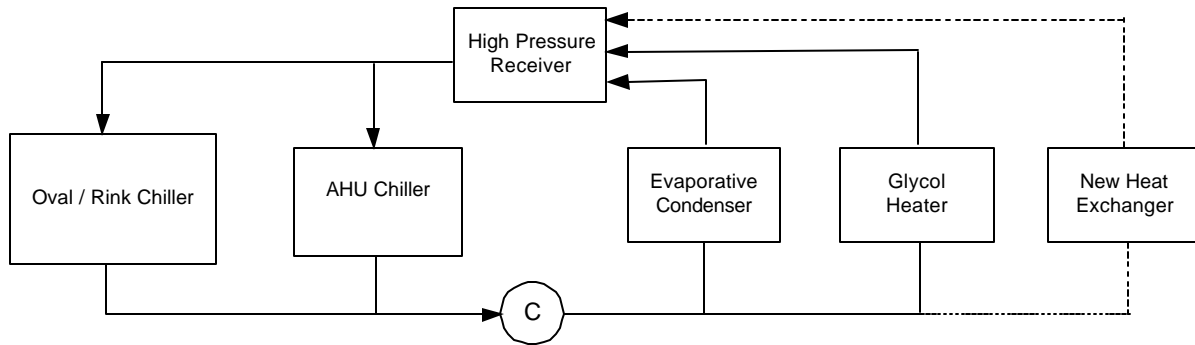 High Pressure
Receiver
Oval / Rink Chiller
AHU Chiller
Evaporative
Condenser
Glycol
Heater
New Heat
Exchanger
C